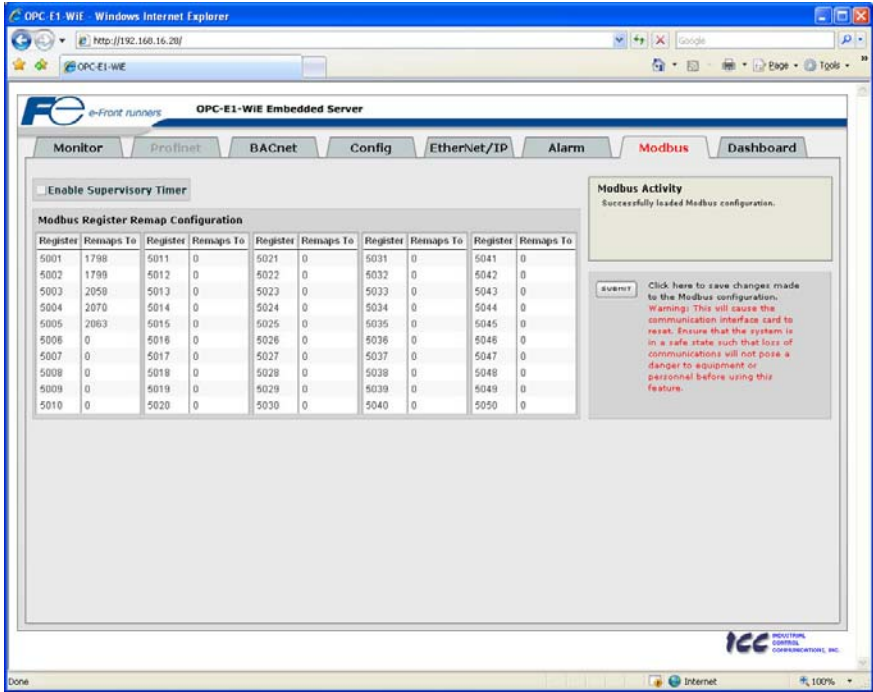 OPC-E1-WiE - Windows Internet Explorer
http://192.168.16.28/
Google
OPC-E1-WiE
Page
Tools
Fe e-Front runners
OPC-E1-WiE Embedded Server
Monitor Profinet BACnet Config EtherNet/IP Alarm Modbus Dashboard
Enable Supervisory Timer
Modbus Register Remap Configuration
Register Remaps To Register Remaps To Register Remaps To Register Remaps To Register Remaps To
5001 1798 5011 0 5021 0 5031 0 5041 0
5002 1799 5012 0 5022 0 5032 0 5042 0
5003 2058 5013 0 5023 0 5033 0 5043 0
5004 2070 5014 0 5024 0 5034 0 5044 0
5005 2063 5015 0 5025 0 5035 0 5045 0
5006 0 5016 0 5026 0 5036 0 5046 0
5007 0 5017 0 5027 0 5037 0 5047 0
5008 0 5018 0 5028 0 5038 0 5048 0
5009 0 5019 0 5029 0 5039 0 5049 0
5010 0 5020 0 5030 0 5040 0 5050 0
Modbus Activity
Successfully loaded Modbus configuration.
SUBMIT
Click here to save changes made
to the Modbus configuration.
Warning: This will cause the
communication interface card to
reset. Ensure that the system is
in a safe state such that loss of
communications will not pose a
danger to equipment or
personnel before using this
feature.
ICC INDUSTRIAL
CONTROL
COMMUNICATIONS, INC.
Done
Internet
100%